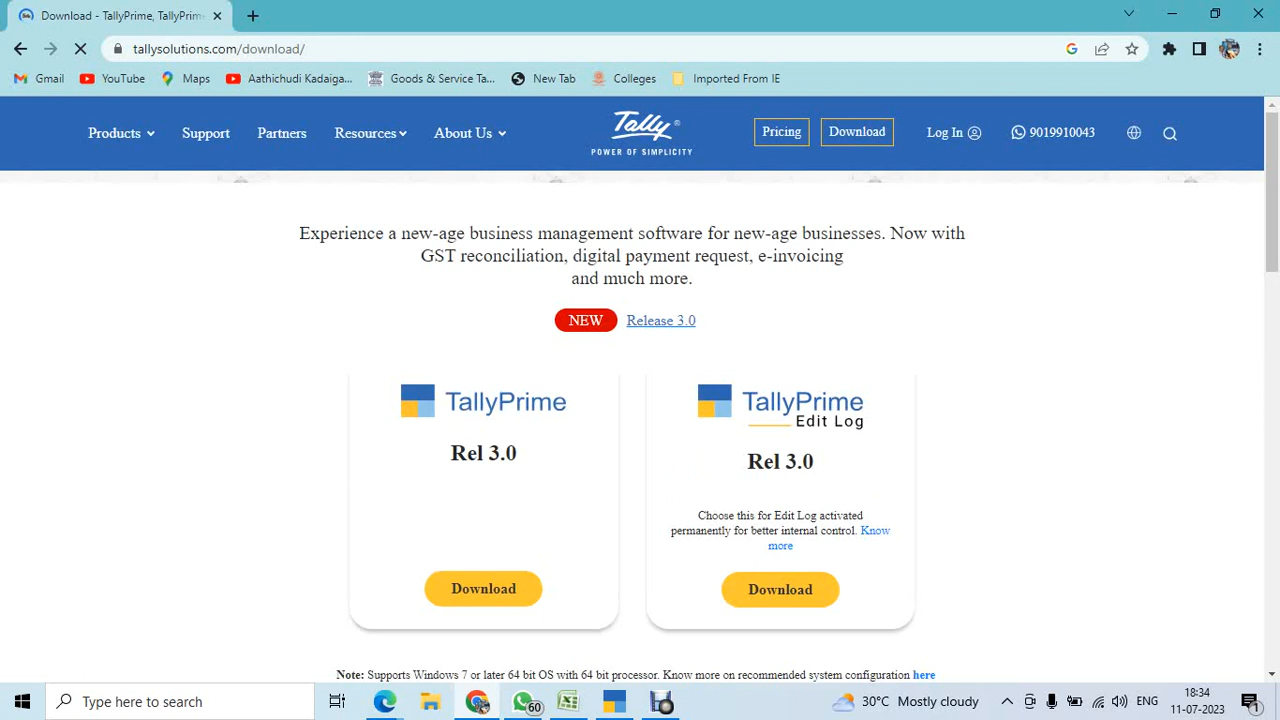 Download - TallyPrime, TallyPrim
tallysolutions.com/download/
Gmail YouTube Maps Aathichudi Kadaiga... Goods & Service Ta... New Tab Colleges Imported From IE
Products Support Partners Resources About Us Tally® Pricing Download Log In 9019910043
POWER OF SIMPLICITY
Experience a new-age business management software for new-age businesses. Now with
GST reconciliation, digital payment request, e-invoicing
and much more.
NEW Release 3.0
TallyPrime
Rel 3.0
Download
TallyPrime
Edit Log
Rel 3.0
Choose this for Edit Log activated
permanently for better internal control. Know
more
Download
Note: Supports Windows 7 or later 64 bit OS with 64 bit processor. Know more on recommended system configuration here
Type here to search 60 30°C Mostly cloudy ENG 18:34
11-07-2023 1